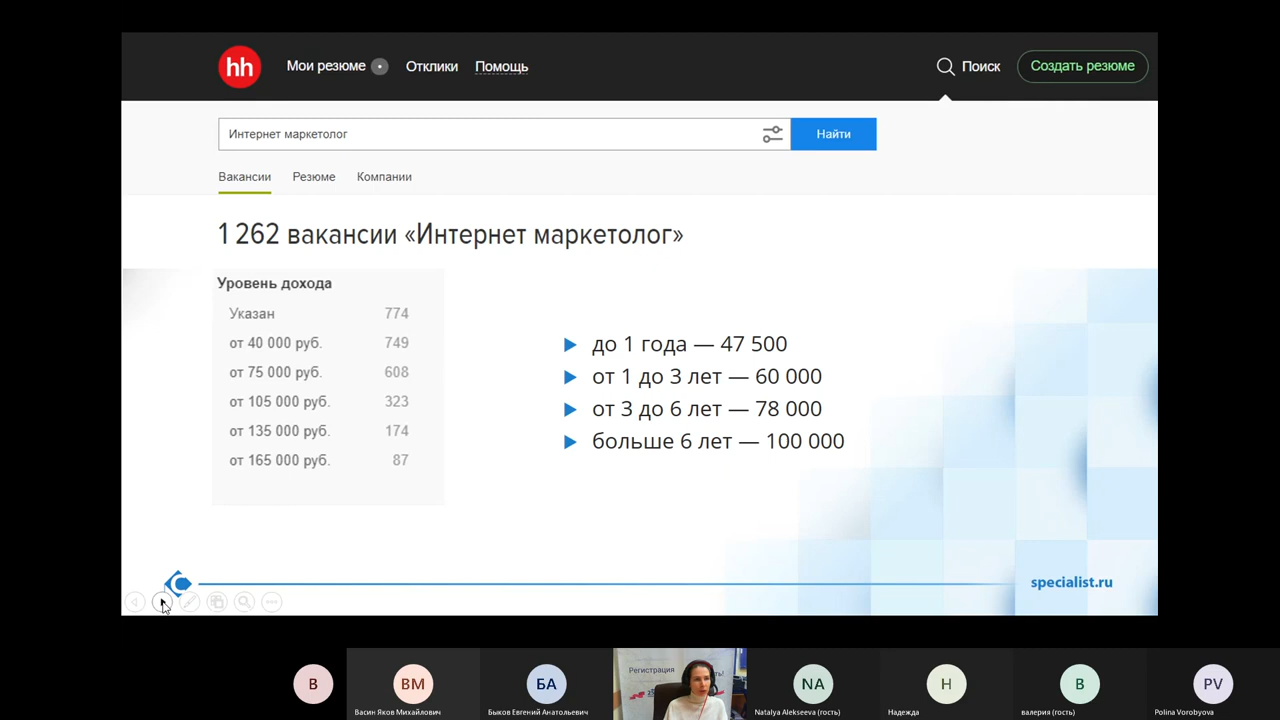 hh Мои резюме Отклики Помощь Поиск Создать резюме
Интернет маркетолог Найти
Вакансии Резюме Компании
1 262 вакансии «Интернет маркетолог»
Уровень дохода
Указан 774
от 40 000 руб. 749
от 75 000 руб. 608
от 105 000 руб. 323
от 135 000 руб. 174
от 165 000 руб. 87
до 1 года — 47 500
от 1 до 3 лет — 60 000
от 3 до 6 лет — 78 000
больше 6 лет — 100 000
specialist.ru
В ВМ БА Регистрация NA Н В PV
Васин Яков Михайлович Быков Евгений Анатольевич Natalya Alekseeva (гость) Надежда валерия (гость) Polina Vorobyova